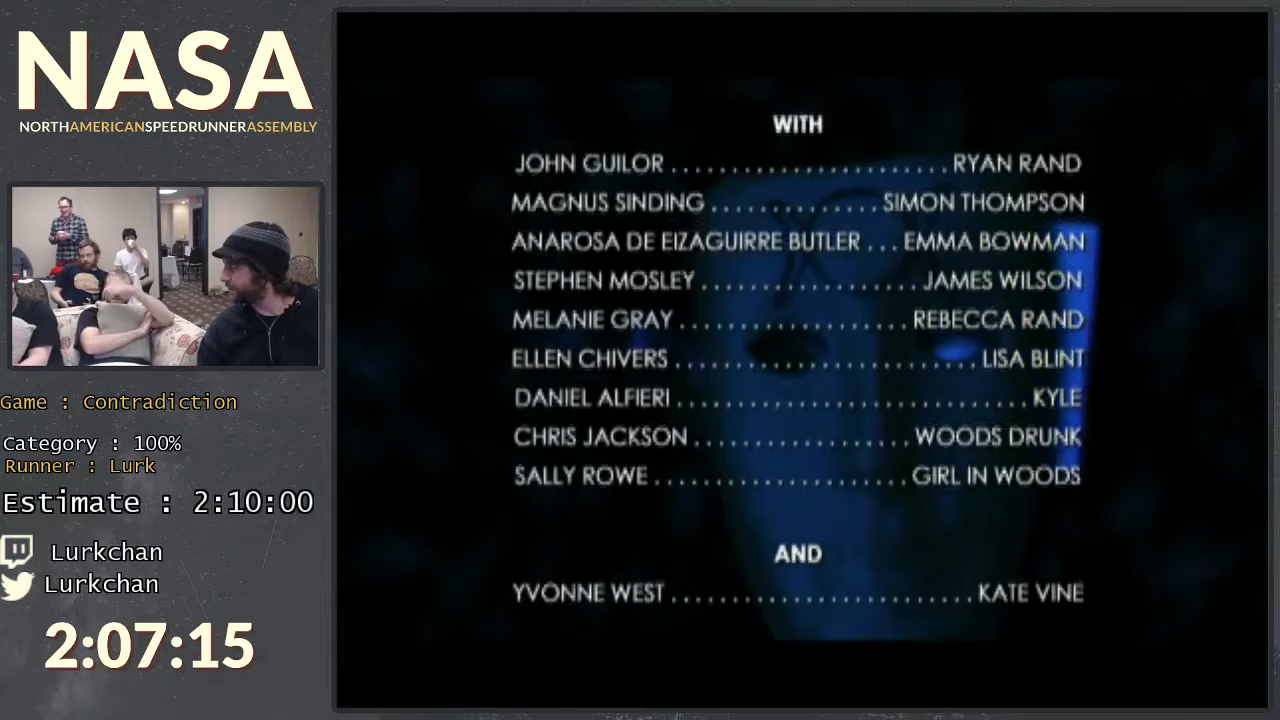 NASA
NORTHAMERICANSPEEDRUNNERASSEMBLY
Game : Contradiction
Category : 100%
Runner : Lurk
Estimate : 2:10:00
Lurkchan
Lurkchan
2:07:15
WITH
JOHN GUILOR . . . . . . . . . . . . . . . . . . . . . . . RYAN RAND
MAGNUS SINDING . . . . . . . . . . . . . . SIMON THOMPSON
ANAROSA DE EIZAGUIRRE BUTLER . . . EMMA BOWMAN
STEPHEN MOSLEY . . . . . . . . . . . . . . . . . . JAMES WILSON
MELANIE GRAY . . . . . . . . . . . . . . . . . . . REBECCA RAND
ELLEN CHIVERS . . . . . . . . . . . . . . . . . . . . . . . . . LISA BLINT
DANIEL ALFIERI . . . . . . . . . . . . . . . . . . . . . . . . . . . . . KYLE
CHRIS JACKSON . . . . . . . . . . . . . . . . . . WOODS DRUNK
SALLY ROWE . . . . . . . . . . . . . . . . . . . . . GIRL IN WOODS
AND
YVONNE WEST . . . . . . . . . . . . . . . . . . . . . . . . . KATE VINE